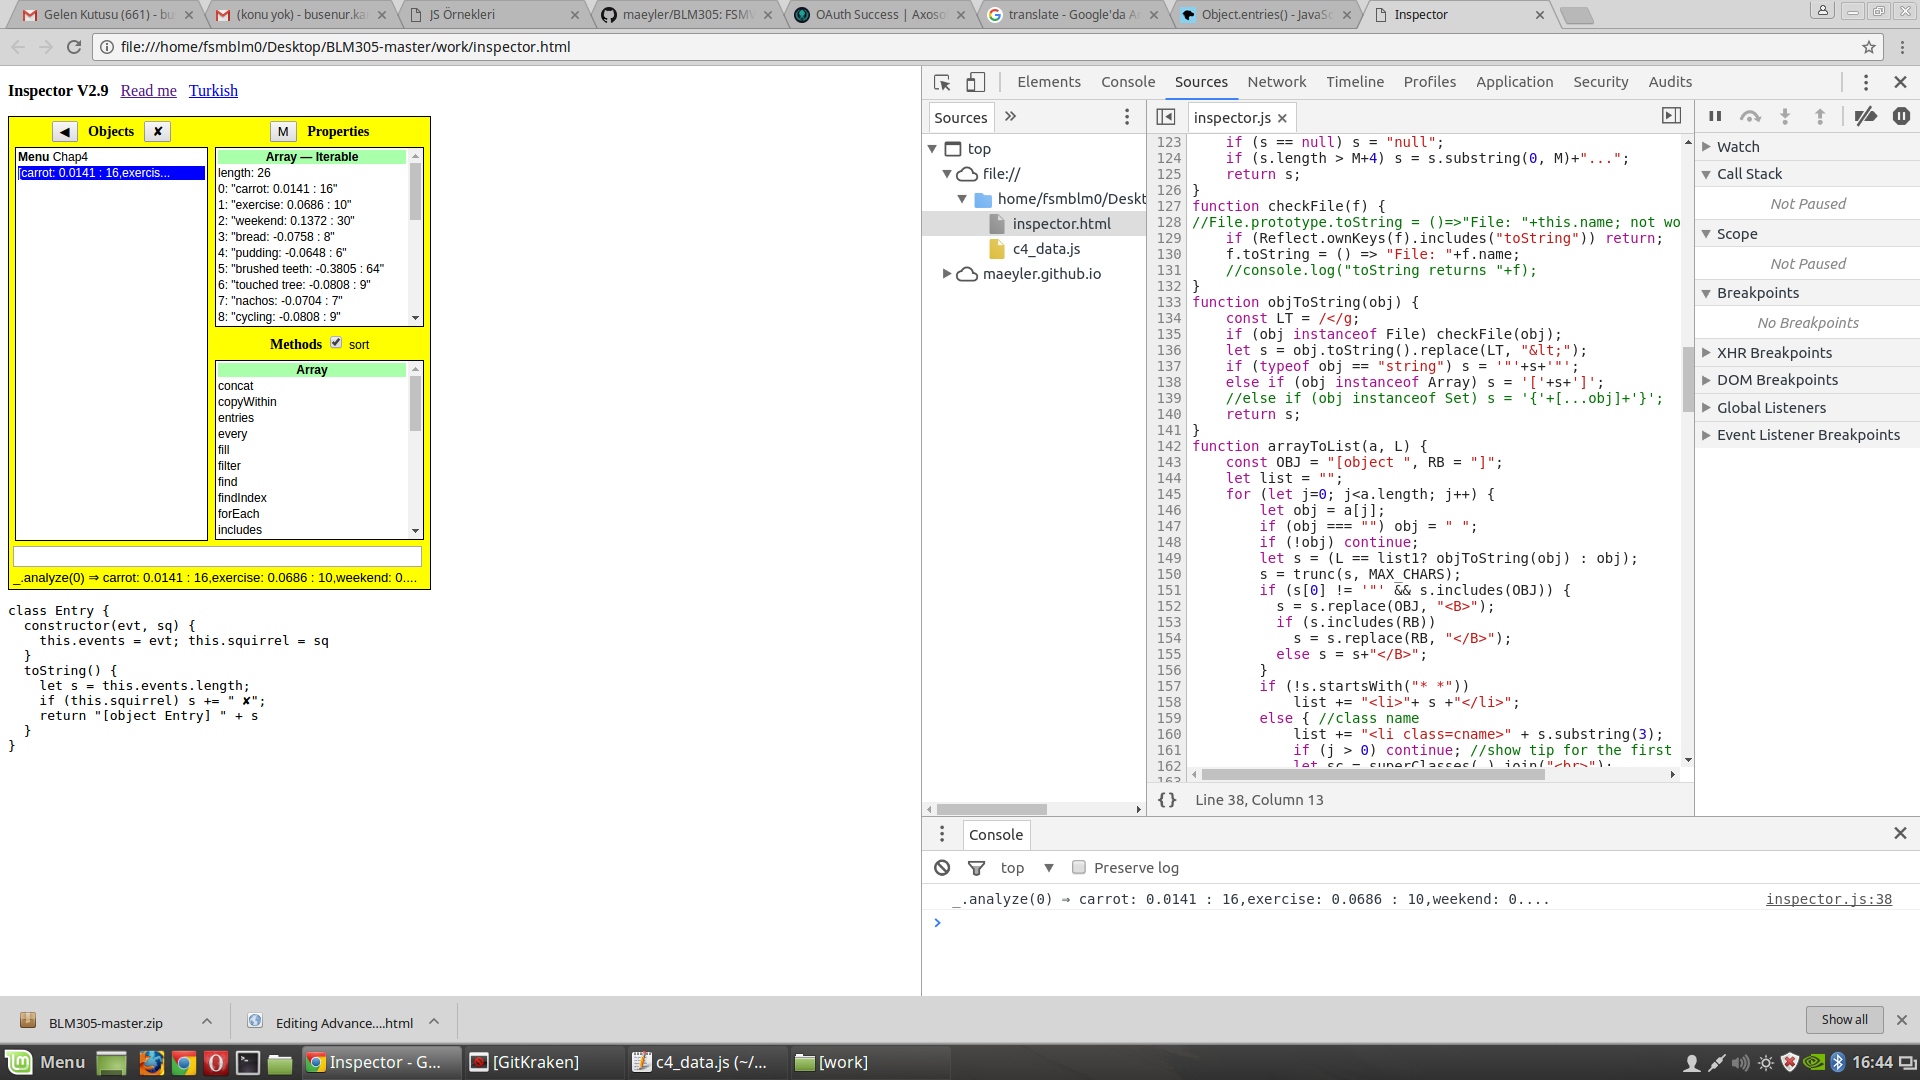 Gelen Kutusu (661) - bu
(konu yok) - busenur.ka
JS Örnekleri
maeyler/BLM305: FSMV
OAuth Success | Axoso
translate - Google'da A
Object.entries() - JavaSc
Inspector
file:///home/fsmblm0/Desktop/BLM305-master/work/inspector.html
Inspector V2.9 Read me Turkish
◀ Objects ✘
M Properties
Menu Chap4
[carrot: 0.0141 : 16,exercis...
Array — Iterable
length: 26
0: "carrot: 0.0141 : 16"
1: "exercise: 0.0686 : 10"
2: "weekend: 0.1372 : 30"
3: "bread: -0.0758 : 8"
4: "pudding: -0.0648 : 6"
5: "brushed teeth: -0.3805 : 64"
6: "touched tree: -0.0808 : 9"
7: "nachos: -0.0704 : 7"
8: "cycling: -0.0808 : 9"
Methods sort
Array
concat
copyWithin
entries
every
fill
filter
find
findIndex
forEach
includes
_.analyze(0) ⇒ carrot: 0.0141 : 16,exercise: 0.0686 : 10,weekend: 0....
class Entry {
constructor(evt, sq) {
this.events = evt; this.squirrel = sq
}
toString() {
let s = this.events.length;
if (this.squirrel) s += " ✘";
return "[object Entry] " + s
}
}
Elements Console Sources Network Timeline Profiles Application Security Audits
Sources »
top
file://
home/fsmblm0/Deskt
inspector.html
c4_data.js
maeyler.github.io
inspector.js ×
123 if (s == null) s = "null";
124 if (s.length > M+4) s = s.substring(0, M)+"...";
125 return s;
126 }
127 function checkFile(f) {
128 //File.prototype.toString = ()=>"File: "+this.name; not wo
129 if (Reflect.ownKeys(f).includes("toString")) return;
130 f.toString = () => "File: "+f.name;
131 //console.log("toString returns "+f);
132 }
133 function objToString(obj) {
134 const LT = /</g;
135 if (obj instanceof File) checkFile(obj);
136 let s = obj.toString().replace(LT, "&lt;");
137 if (typeof obj == "string") s = '"'+s+'"';
138 else if (obj instanceof Array) s = '['+s+']';
139 //else if (obj instanceof Set) s = '{'+[...obj]+'}';
140 return s;
141 }
142 function arrayToList(a, L) {
143 const OBJ = "[object ", RB = "]";
144 let list = "";
145 for (let j=0; j<a.length; j++) {
146 let obj = a[j];
147 if (obj === "") obj = " ";
148 if (!obj) continue;
149 let s = (L == list1? objToString(obj) : obj);
150 s = trunc(s, MAX_CHARS);
151 if (s[0] != '"' && s.includes(OBJ)) {
152 s = s.replace(OBJ, "<B>");
153 if (s.includes(RB))
154 s = s.replace(RB, "</B>");
155 else s = s+"</B>";
156 }
157 if (!s.startsWith("* *"))
158 list += "<li>"+ s +"</li>";
159 else { //class name
160 list += "<li class=cname>" + s.substring(3);
161 if (j > 0) continue; //show tip for the first
162 let sc = superClasses(_).join("<br>");
163
{} Line 38, Column 13
Watch
Call Stack
Not Paused
Scope
Not Paused
Breakpoints
No Breakpoints
XHR Breakpoints
DOM Breakpoints
Global Listeners
Event Listener Breakpoints
Console
top Preserve log
_.analyze(0) ⇒ carrot: 0.0141 : 16,exercise: 0.0686 : 10,weekend: 0.... inspector.js:38
BLM305-master.zip
Editing Advance....html
Show all
Menu
Inspector - G...
[GitKraken]
c4_data.js (~/...
[work]
16:44